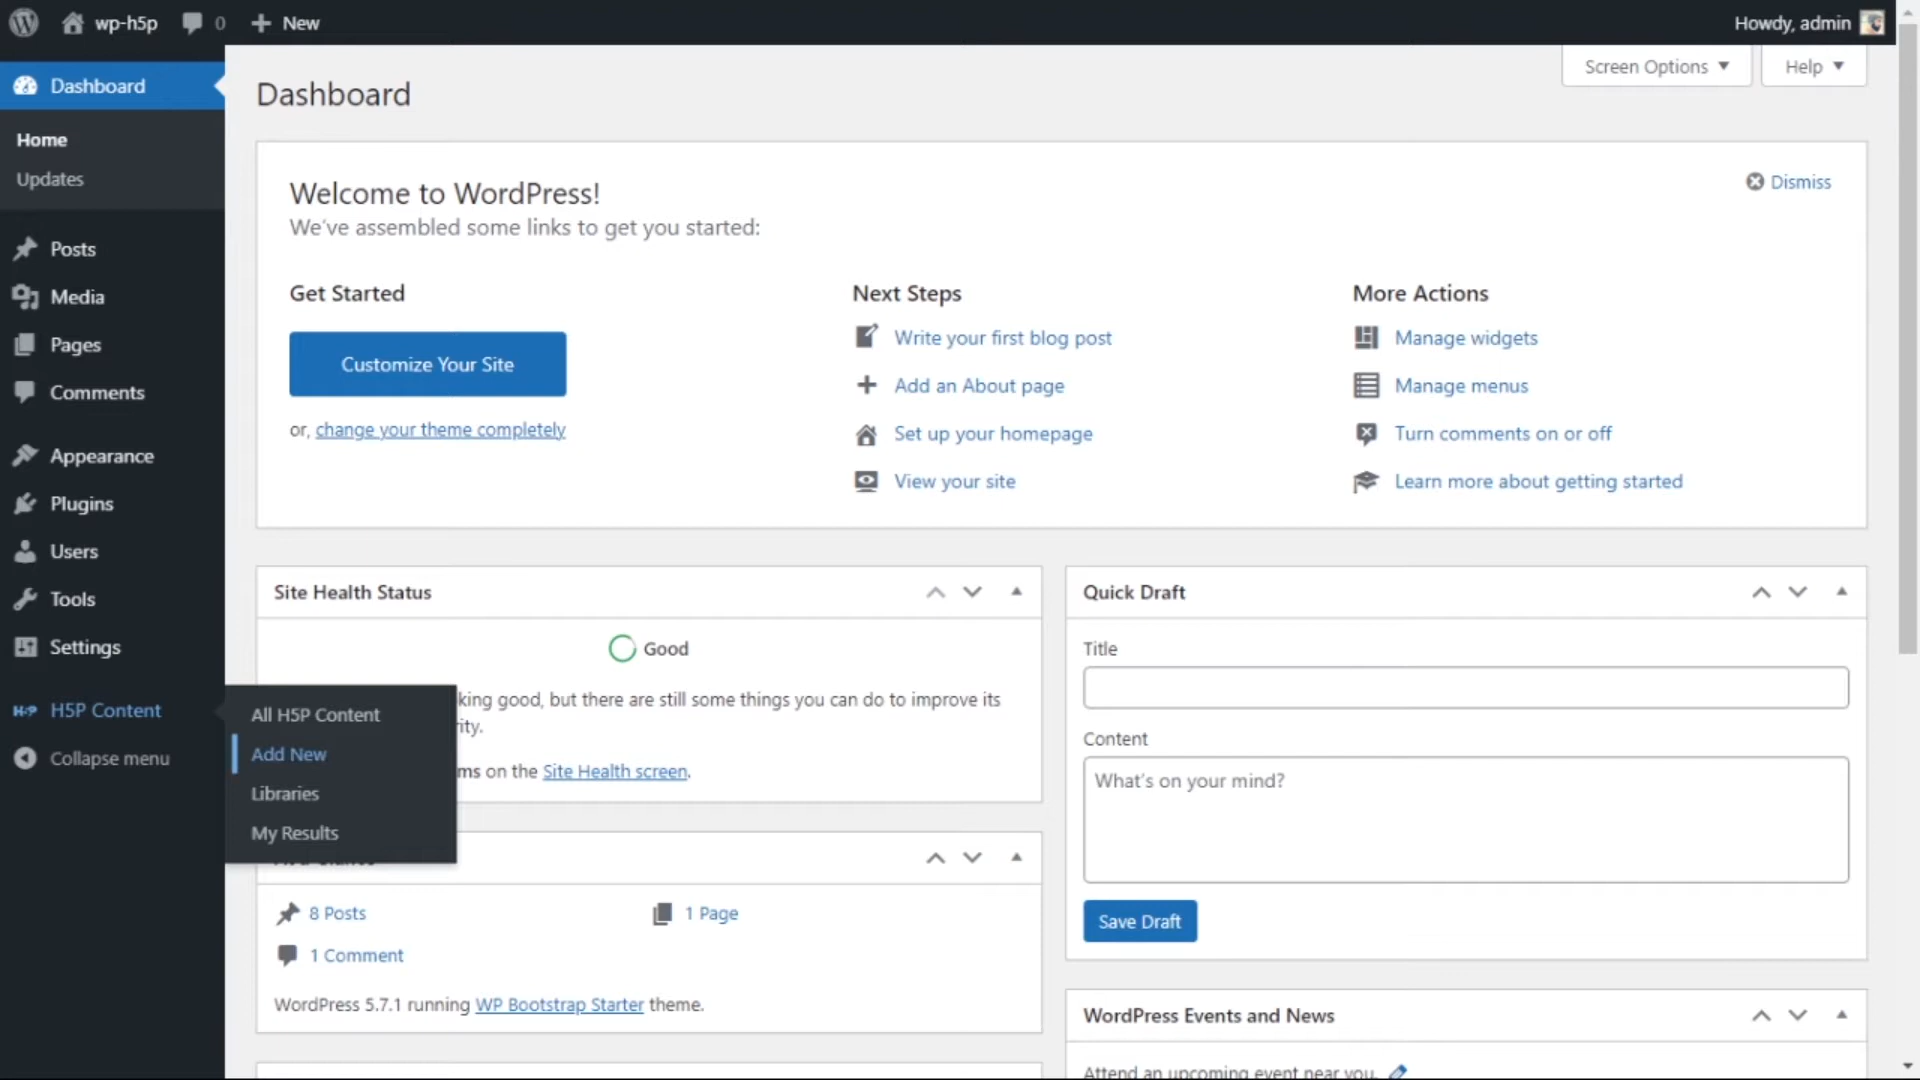 wp-h5p 0 New Howdy, admin
Screen Options Help
Dashboard
Home
Updates
Posts
Media
Pages
Comments
Appearance
Plugins
Users
Tools
Settings
H5P Content
Collapse menu
All H5P Content
Add New
Libraries
My Results
Dashboard
Welcome to WordPress!
We've assembled some links to get you started:
Dismiss
Get Started
Customize Your Site
or, change your theme completely
Next Steps
Write your first blog post
Add an About page
Set up your homepage
View your site
More Actions
Manage widgets
Manage menus
Turn comments on or off
Learn more about getting started
Site Health Status
Good
king good, but there are still some things you can do to improve its
rity.
ms on the Site Health screen.
8 Posts 1 Page
1 Comment
WordPress 5.7.1 running WP Bootstrap Starter theme.
Quick Draft
Title
Content
What's on your mind?
Save Draft
WordPress Events and News
Attend an upcoming event near you.